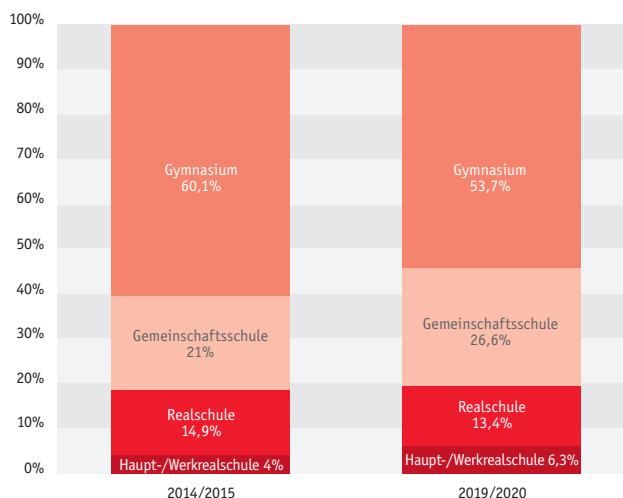 100%
90%
80%
70%
60%
50%
40%
30%
20%
10%
0%
Gymnasium
60,1%
Gemeinschaftsschule
21%
Realschule
14,9%
Haupt-/Werkrealschule 4%
2014/2015
Gymnasium
53,7%
Gemeinschaftsschule
26,6%
Realschule
13,4%
Haupt-/Werkrealschule 6,3%
2019/2020